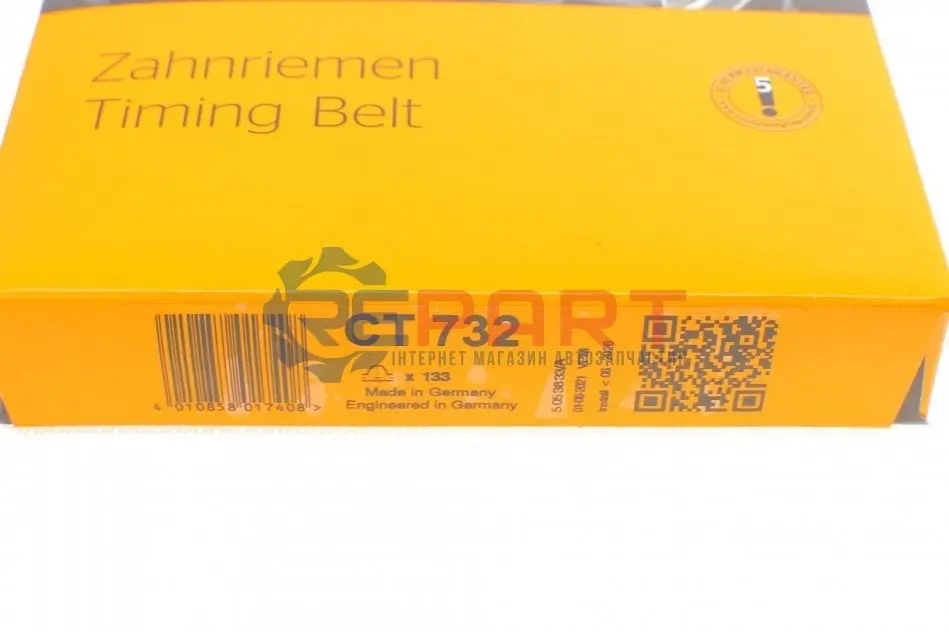 Zahnriemen
Timing Belt
5
REPART
ІНТЕРНЕТ МАГАЗИН АВТОЗАПЧАСТИН
CT 732
x 133
Made in Germany
Engineered in Germany
4 010858 017408 >